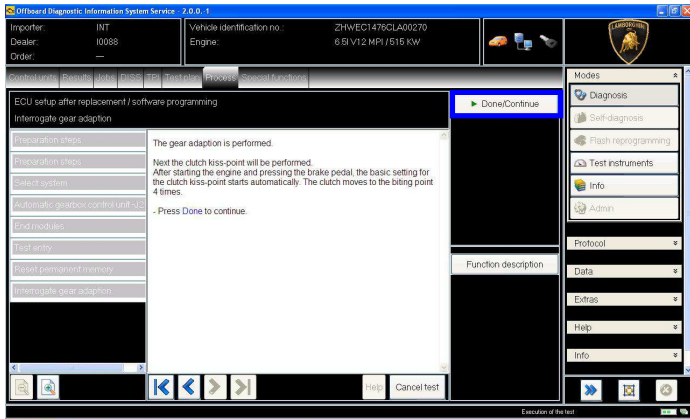 Offboard Diagnostic Information System Service - 2.0.0.-1
Importer: INT
Dealer: I0088
Order: —
Vehicle identification no.: ZHWEC1476CLA00270
Engine: 6.5l V12 MPI / 515 KW
LAMBORGHINI
Control units Results Jobs DISS TPI Test plan Process Special functions
ECU setup after replacement / software programming
Interrogate gear adaption
Preparation steps
Preparation steps
Select system
Automatic gearbox control unit -J2
End modules
Test entry
Reset permanent memory
Interrogate gear adaption
The gear adaption is performed.
Next the clutch kiss-point will be performed.
After starting the engine and pressing the brake pedal, the basic setting for
the clutch kiss-point starts automatically. The clutch moves to the biting point
4 times.
- Press Done to continue.
Help
Cancel test
Done/Continue
Function description
Modes
Diagnosis
Self-diagnosis
Flash reprogramming
Test instruments
Info
Admin
Protocol
Data
Extras
Help
Info
Execution of the test